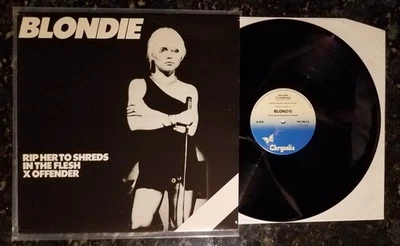 BLONDIE
RIP HER TO SHREDS
IN THE FLESH
X OFFENDER
BLONDIE
Chrysalis